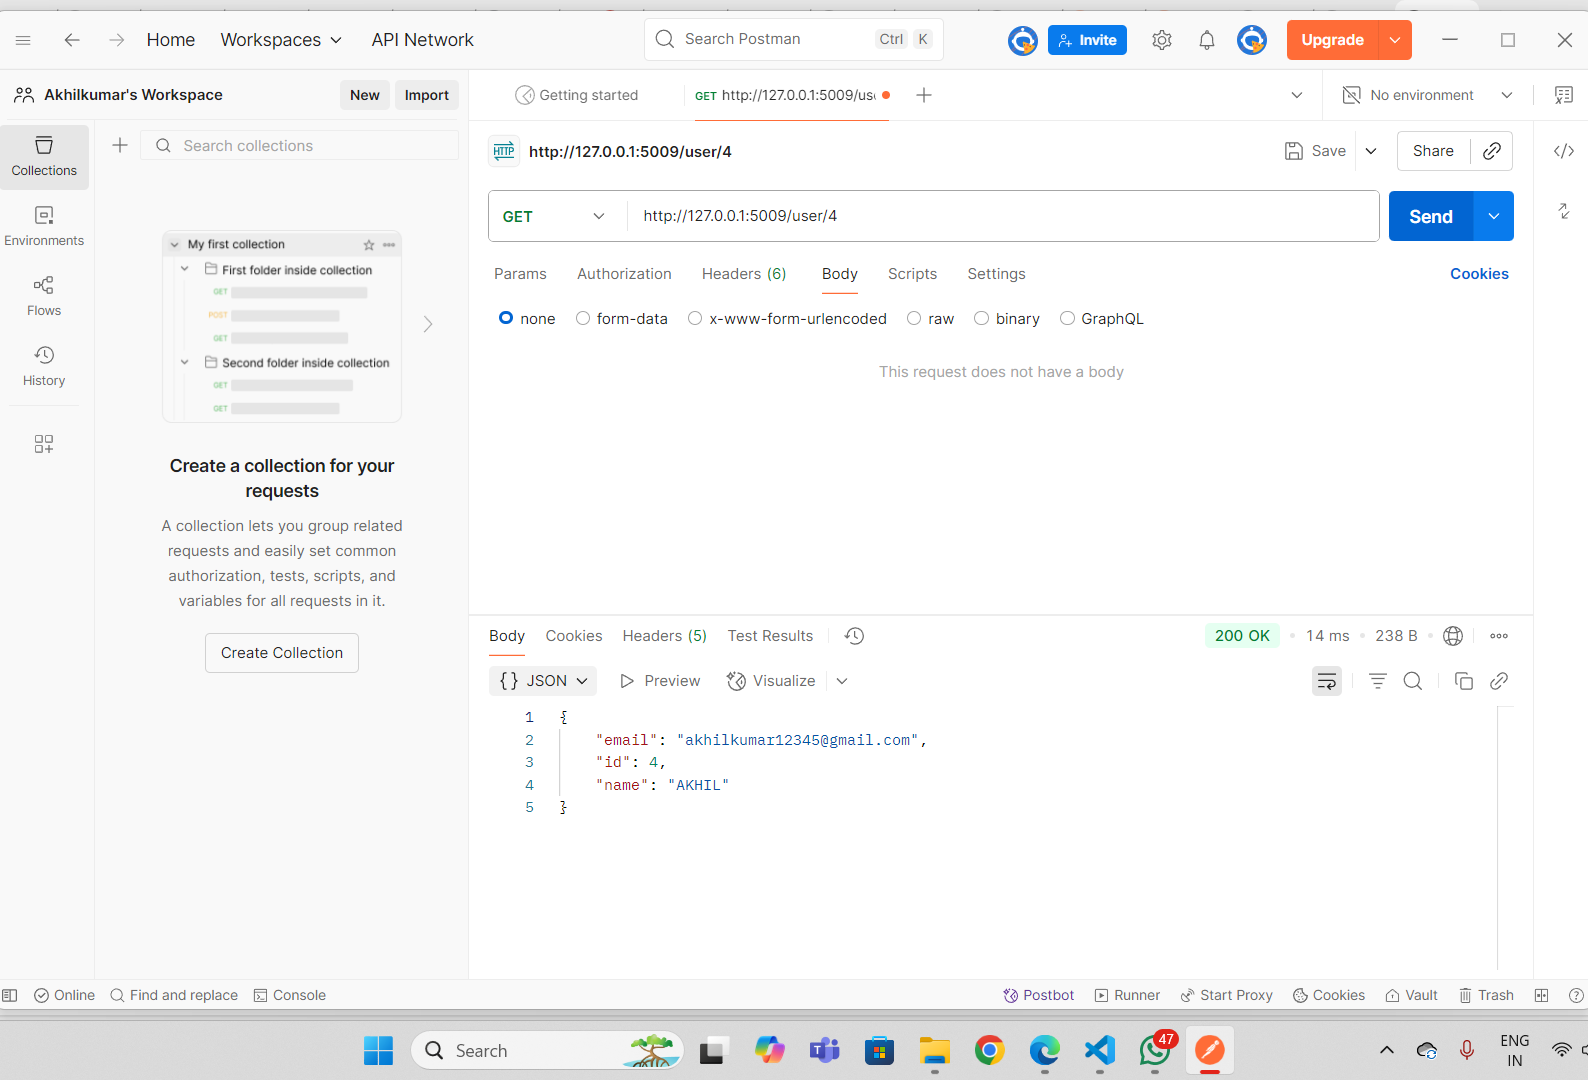 Home Workspaces API Network Search Postman Ctrl K Invite Upgrade
Akhilkumar's Workspace New Import Getting started GET http://127.0.0.1:5009/us No environment
Collections
Environments
Flows
History
Search collections
My first collection
First folder inside collection
GET
POST
GET
Second folder inside collection
GET
GET
Create a collection for your
requests
A collection lets you group related
requests and easily set common
authorization, tests, scripts, and
variables for all requests in it.
Create Collection
HTTP http://127.0.0.1:5009/user/4 Save Share
GET http://127.0.0.1:5009/user/4 Send
Params Authorization Headers (6) Body Scripts Settings Cookies
none form-data x-www-form-urlencoded raw binary GraphQL
This request does not have a body
Body Cookies Headers (5) Test Results 200 OK 14 ms 238 B
{} JSON Preview Visualize
1 {
2 "email": "akhilkumar12345@gmail.com",
3 "id": 4,
4 "name": "AKHIL"
5 }
Online Find and replace Console Postbot Runner Start Proxy Cookies Vault Trash
Search 47 ENG
IN